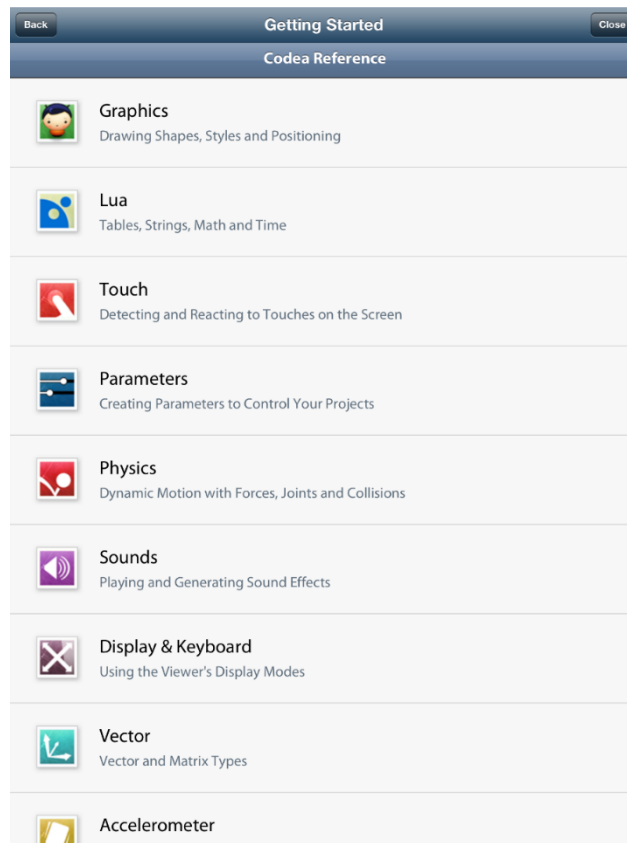 Back
Getting Started
Close
Codea Reference
Graphics
Drawing Shapes, Styles and Positioning
Lua
Tables, Strings, Math and Time
Touch
Detecting and Reacting to Touches on the Screen
Parameters
Creating Parameters to Control Your Projects
Physics
Dynamic Motion with Forces, Joints and Collisions
Sounds
Playing and Generating Sound Effects
Display & Keyboard
Using the Viewer's Display Modes
Vector
Vector and Matrix Types
Accelerometer